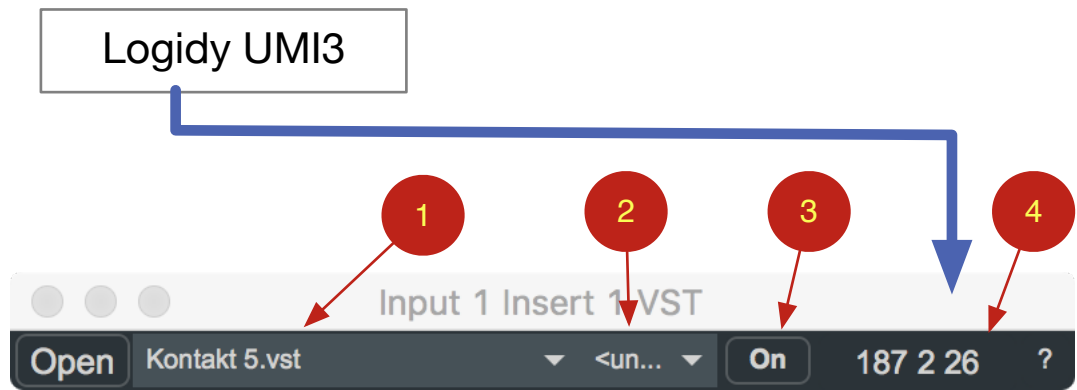 Logidy UMI3
1 2 3 4
Input 1 Insert 1 VST
Open Kontakt 5.vst <un... On 187 2 26 ?